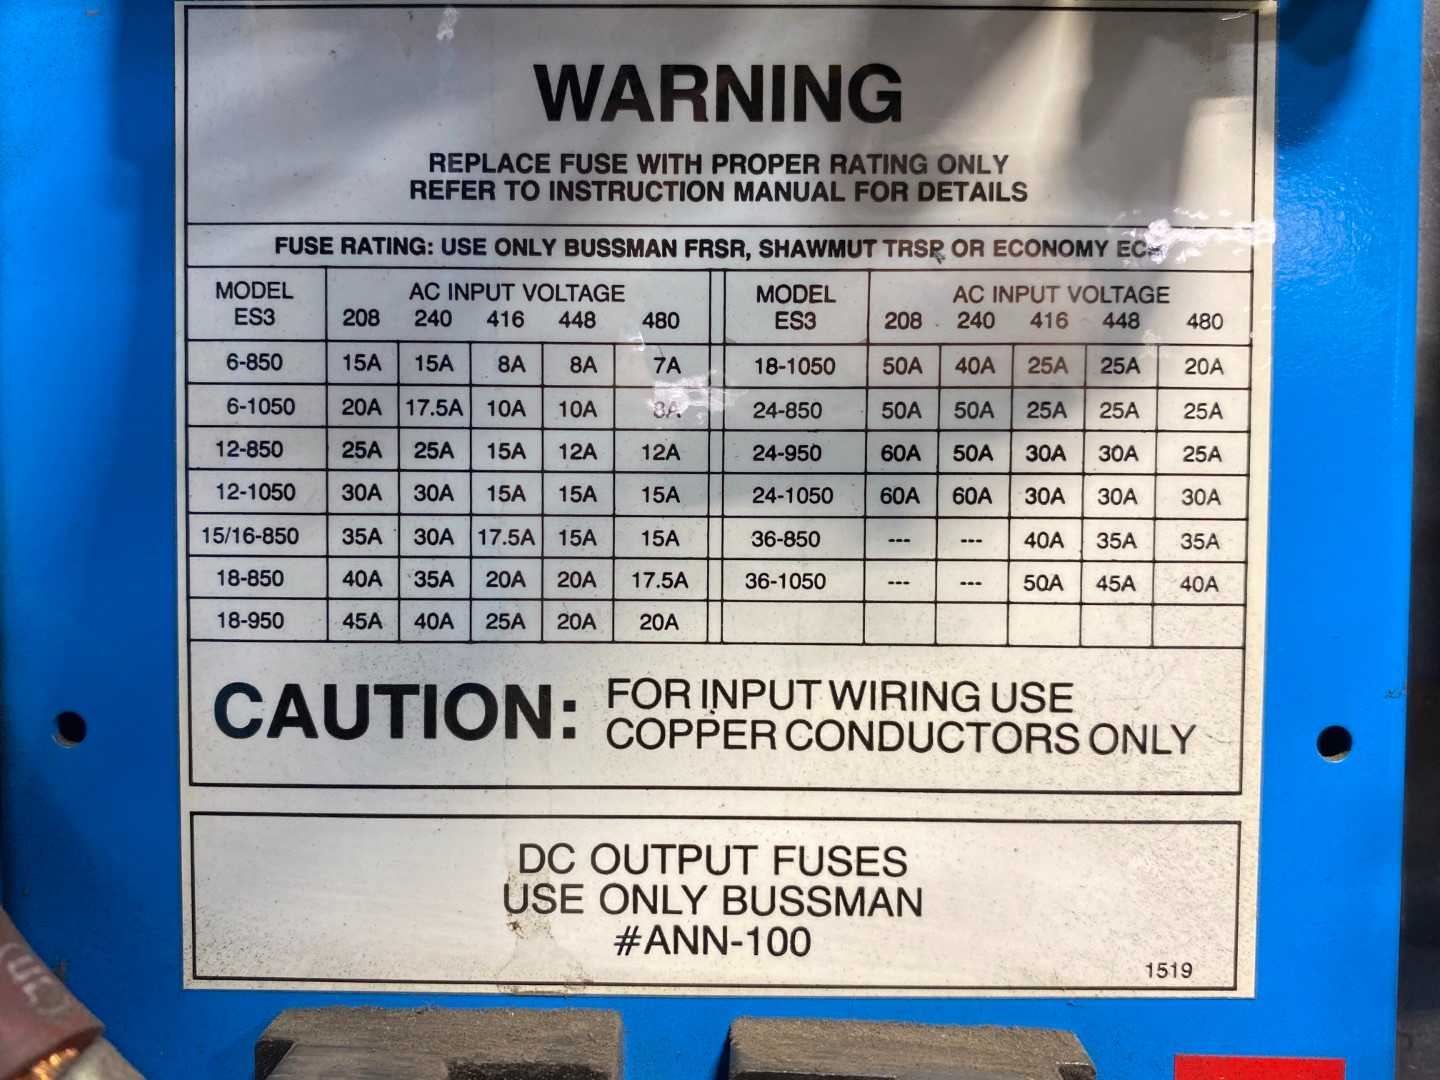 WARNING
REPLACE FUSE WITH PROPER RATING ONLY
REFER TO INSTRUCTION MANUAL FOR DETAILS
FUSE RATING: USE ONLY BUSSMAN FRSR, SHAWMUT TRSR OR ECONOMY
MODEL AC INPUT VOLTAGE MODEL AC INPUT VOLTAGE
ES3 208 240 416 448 480 ES3 208 240 416 448 480
6-850 15A 15A 8A 8A 7A 18-1050 50A 40A 25A 25A 20A
6-1050 20A 17.5A 10A 10A 24-850 50A 50A 25A 25A 25A
12-850 25A 25A 15A 12A 12A 24-950 60A 50A 30A 30A 25A
12-1050 30A 30A 15A 15A 15A 24-1050 60A 60A 30A 30A 30A
15/16-850 35A 30A 17.5A 15A 15A 36-850 --- --- 40A 35A 35A
18-850 40A 35A 20A 20A 17.5A 36-1050 --- --- 50A 45A 40A
18-950 45A 40A 25A 20A 20A
CAUTION: FOR INPUT WIRING USE
COPPER CONDUCTORS ONLY
DC OUTPUT FUSES
USE ONLY BUSSMAN
#ANN-100
1519